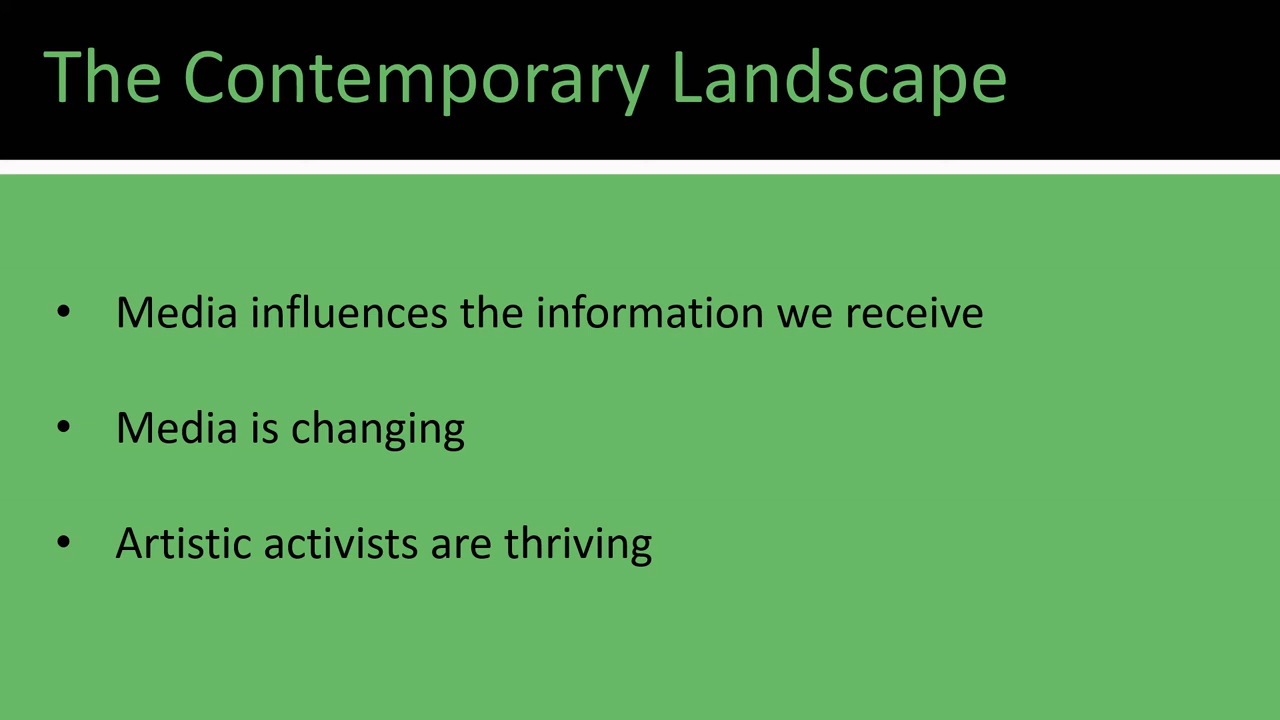 The Contemporary Landscape
• Media influences the information we receive
• Media is changing
• Artistic activists are thriving